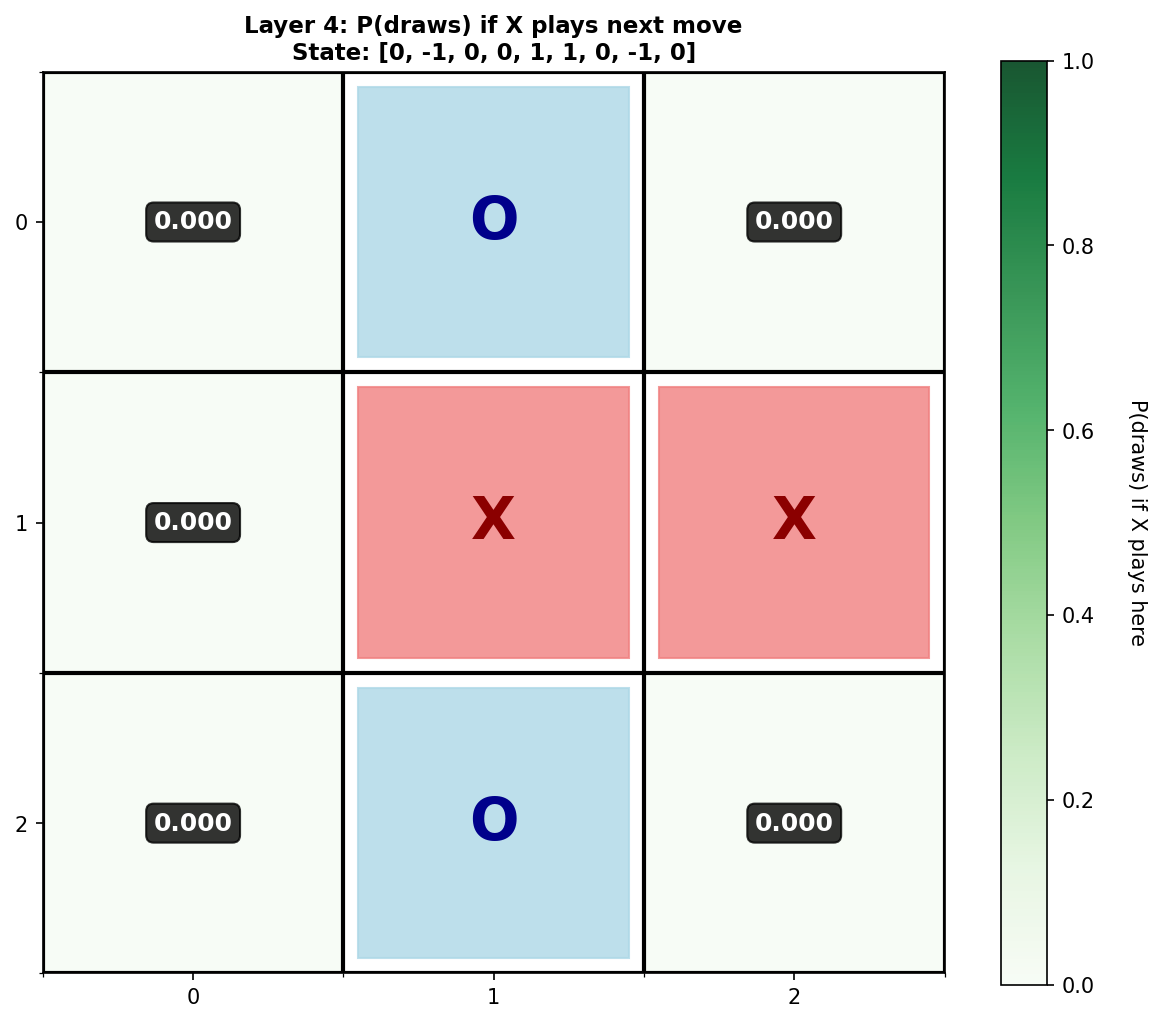 Layer 4: P(draws) if X plays next move
State: [0, -1, 0, 0, 1, 1, 0, -1, 0]
0
0.000
O
0.000
1
0.000
X
X
2
0.000
O
0.000
0
1
2
1.0
0.8
0.6
0.4
0.2
0.0
P(draws) if X plays here